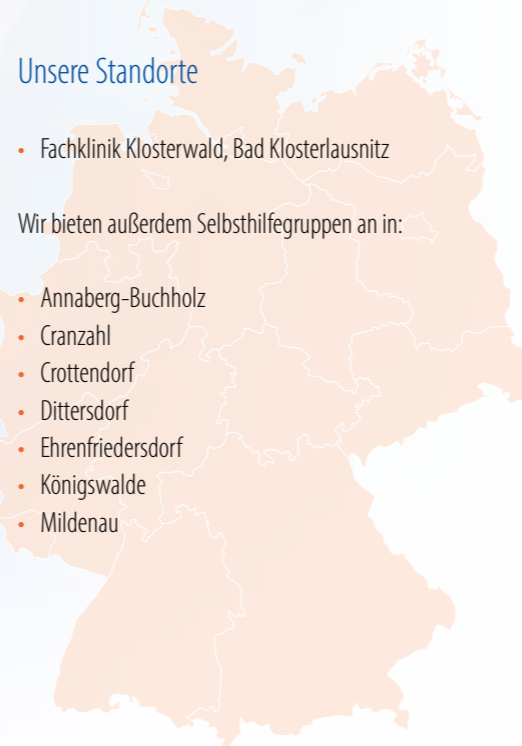 Unsere Standorte
• Fachklinik Klosterwald, Bad Klosterlausnitz
Wir bieten außerdem Selbsthilfegruppen an in:
• Annaberg-Buchholz
• Cranzahl
• Crottendorf
• Dittersdorf
• Ehrenfriedersdorf
• Königswalde
• Mildenau